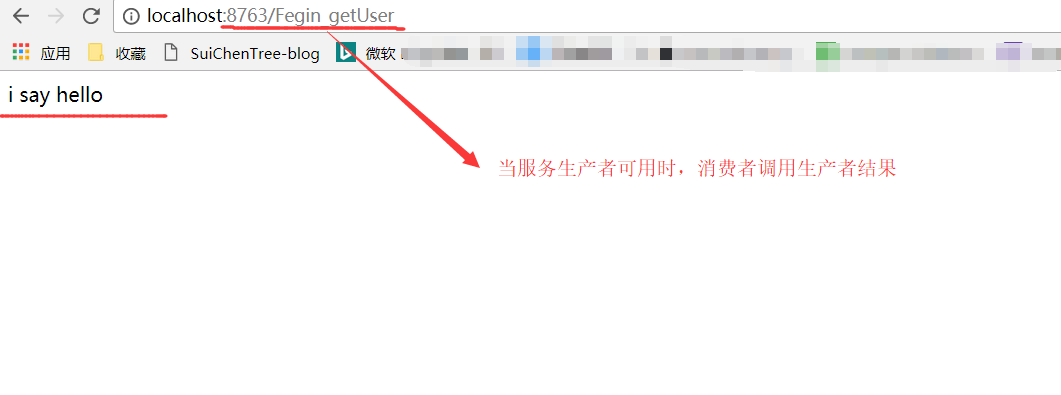 localhost:8763/Fegin_getUser
应用 收藏 SuiChenTree-blog 微软
i say hello
当服务生产者可用时，消费者调用生产者结果